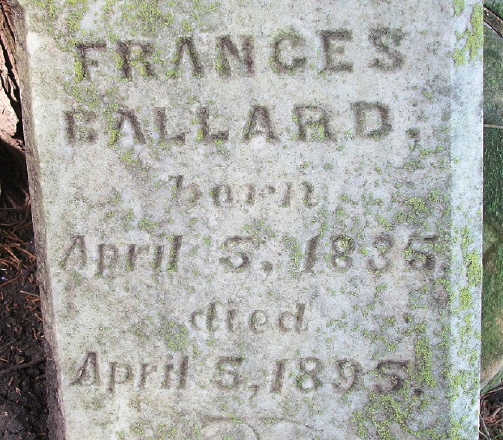 FRANCES
BALLARD,
born
April 5, 1835,
died
April 5, 1895,